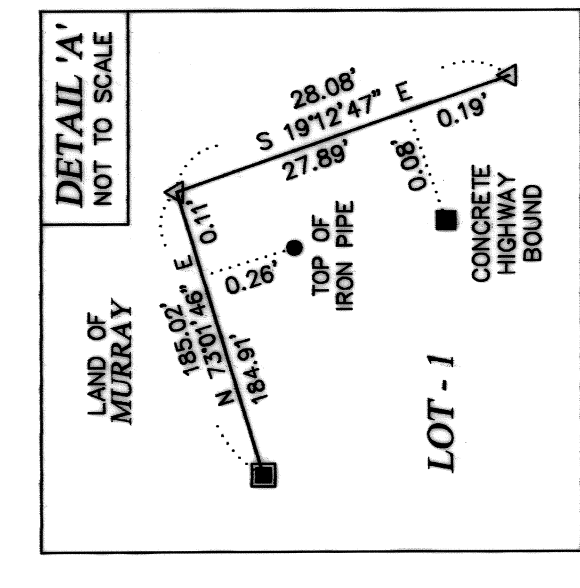 DETAIL 'A'
NOT TO SCALE
28.08'
S 19°12'47" E
27.89'
0.19'
0.08'
CONCRETE
HIGHWAY
BOUND
0.11'
0.26'
TOP OF
IRON PIPE
185.02'
N 73°01'46" E
184.91'
LAND OF
MURRAY
LOT - 1